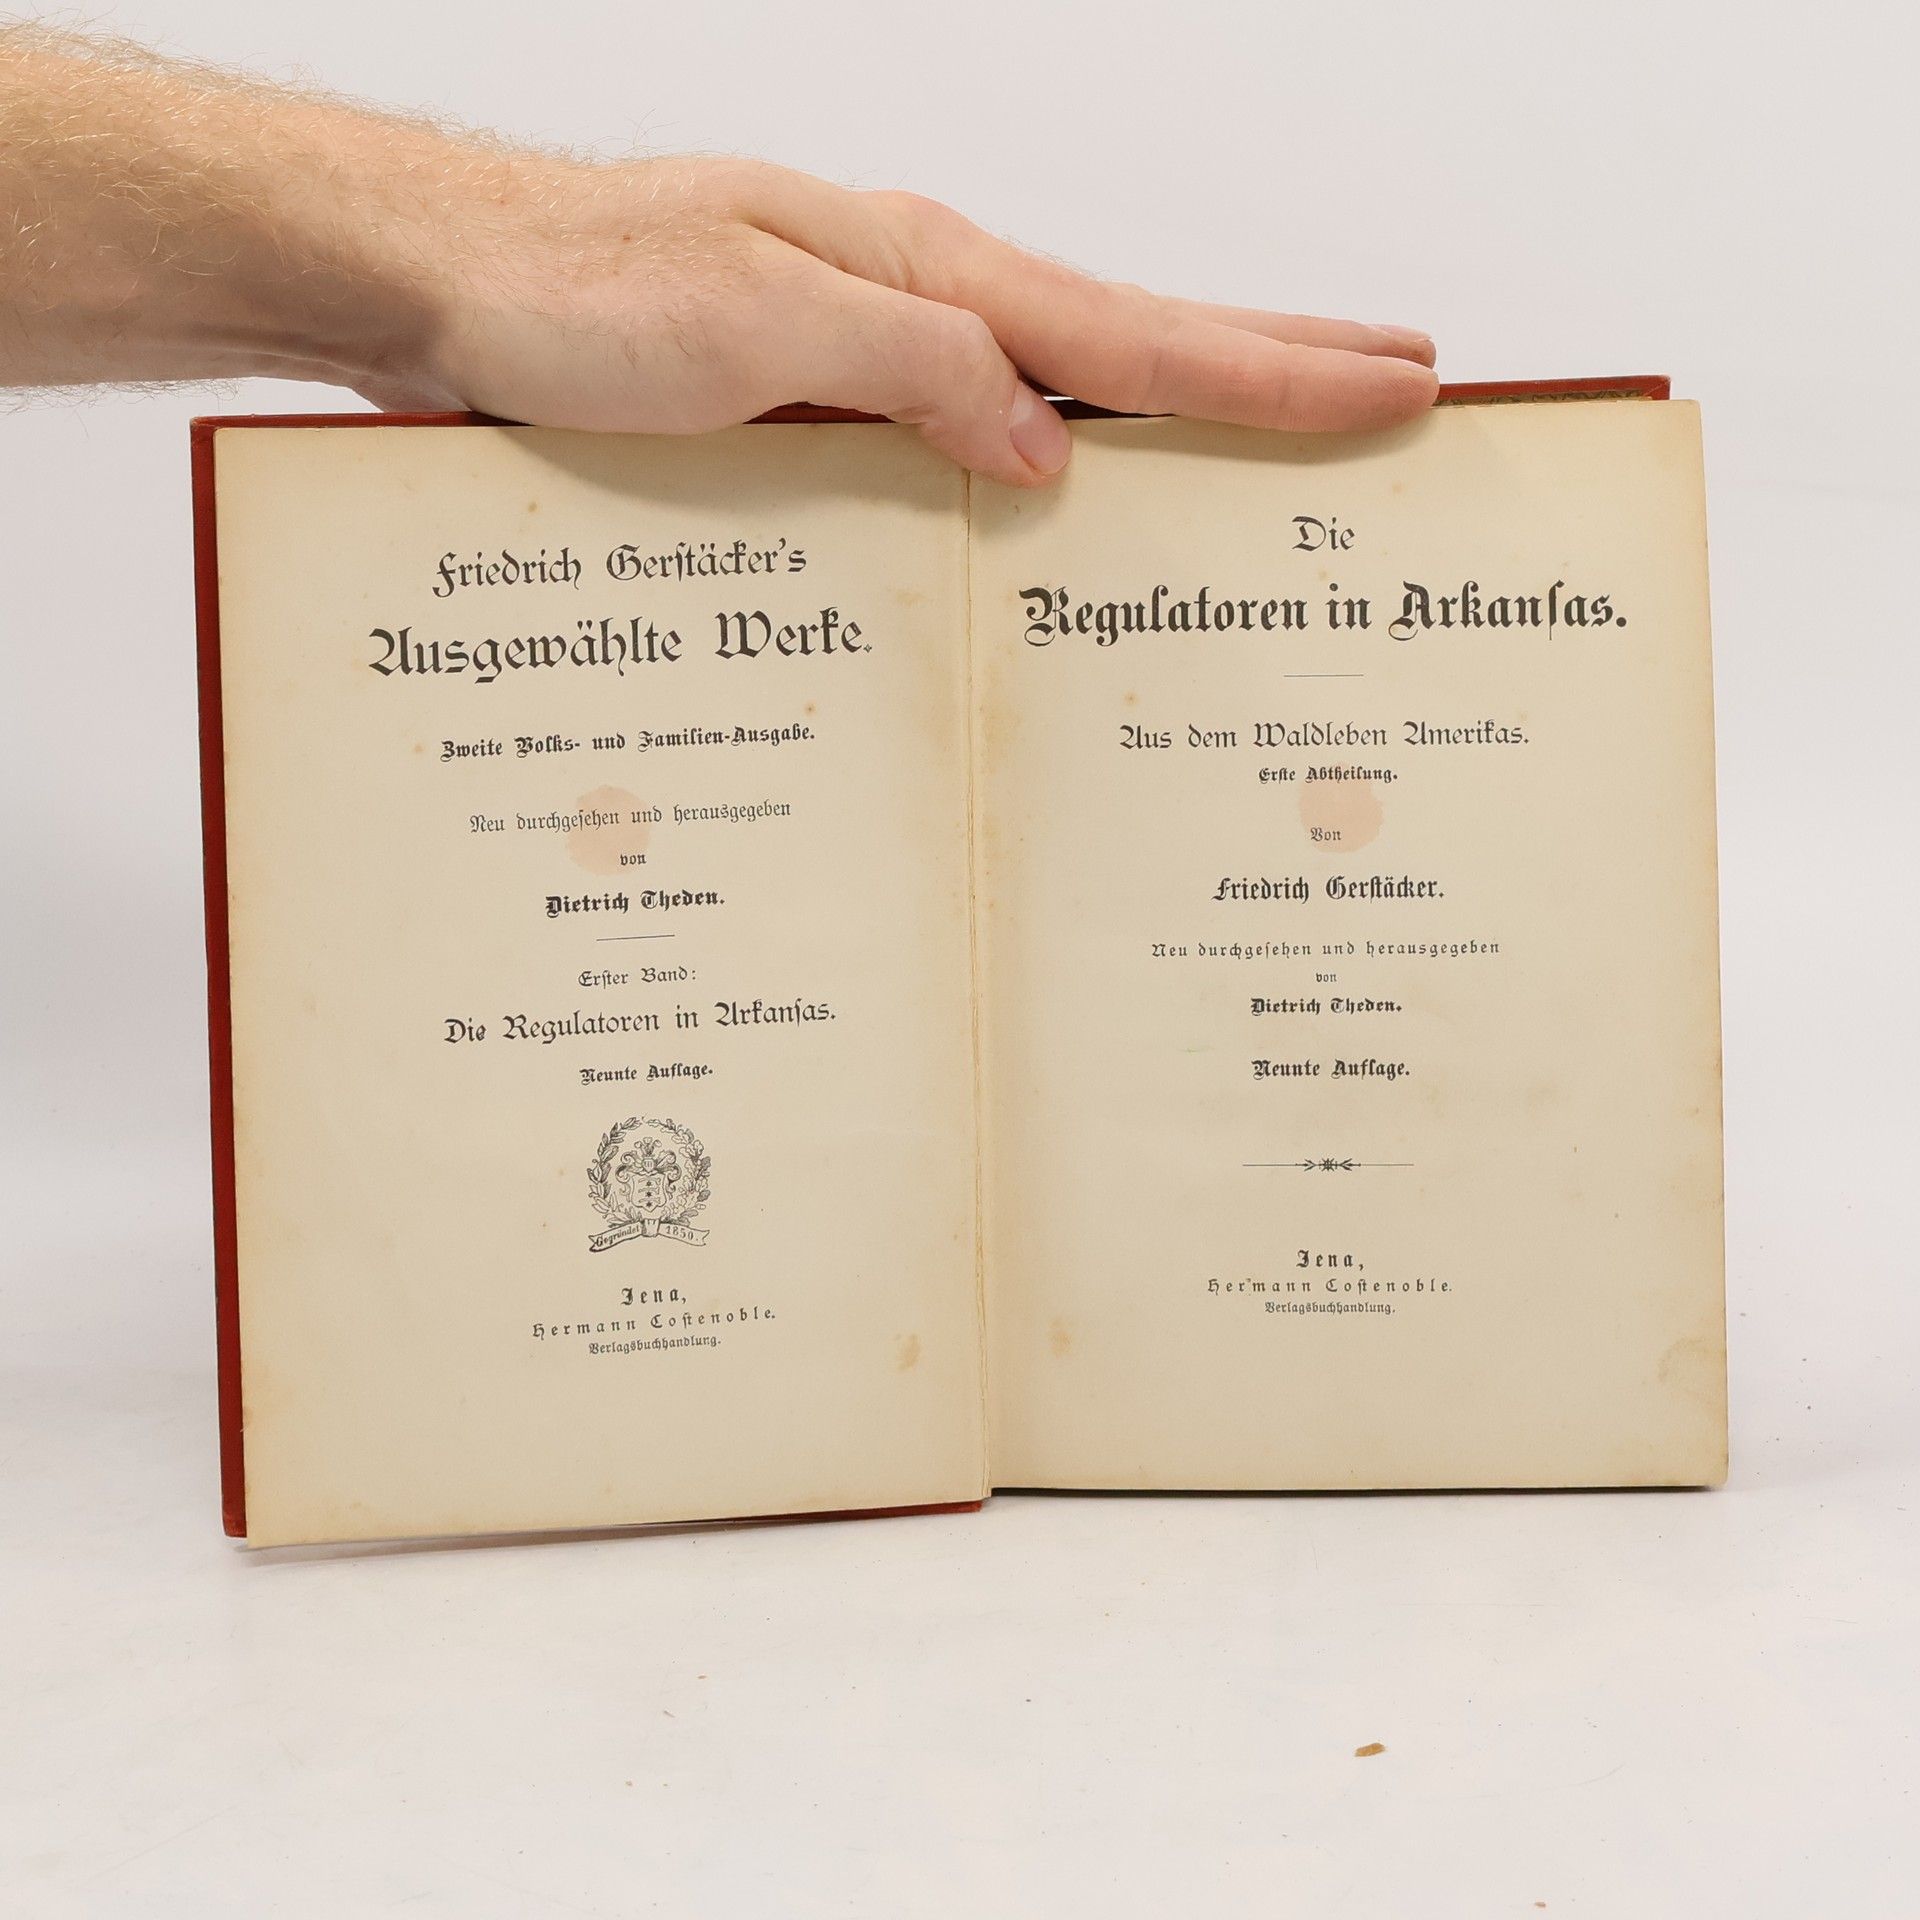 Friedrich Gerſtäcker's
Ausgewählte Werke.
Zweite Volks- und Familien-Ausgabe.
Neu durchgeſehen und herausgegeben
von
Dietrich Theden.
Erſter Band:
Die Regulatoren in Arkanſas.
Neunte Auflage.
Gegründet 1850.
Jena,
Hermann Coſtenoble.
Verlagsbuchhandlung.
Die
Regulatoren in Arkanſas.
Aus dem Waldleben Amerikas.
Erſte Abtheilung.
Von
Friedrich Gerſtäcker.
Neu durchgeſehen und herausgegeben
von
Dietrich Theden.
Neunte Auflage.
Jena,
Hermann Coſtenoble.
Verlagsbuchhandlung.